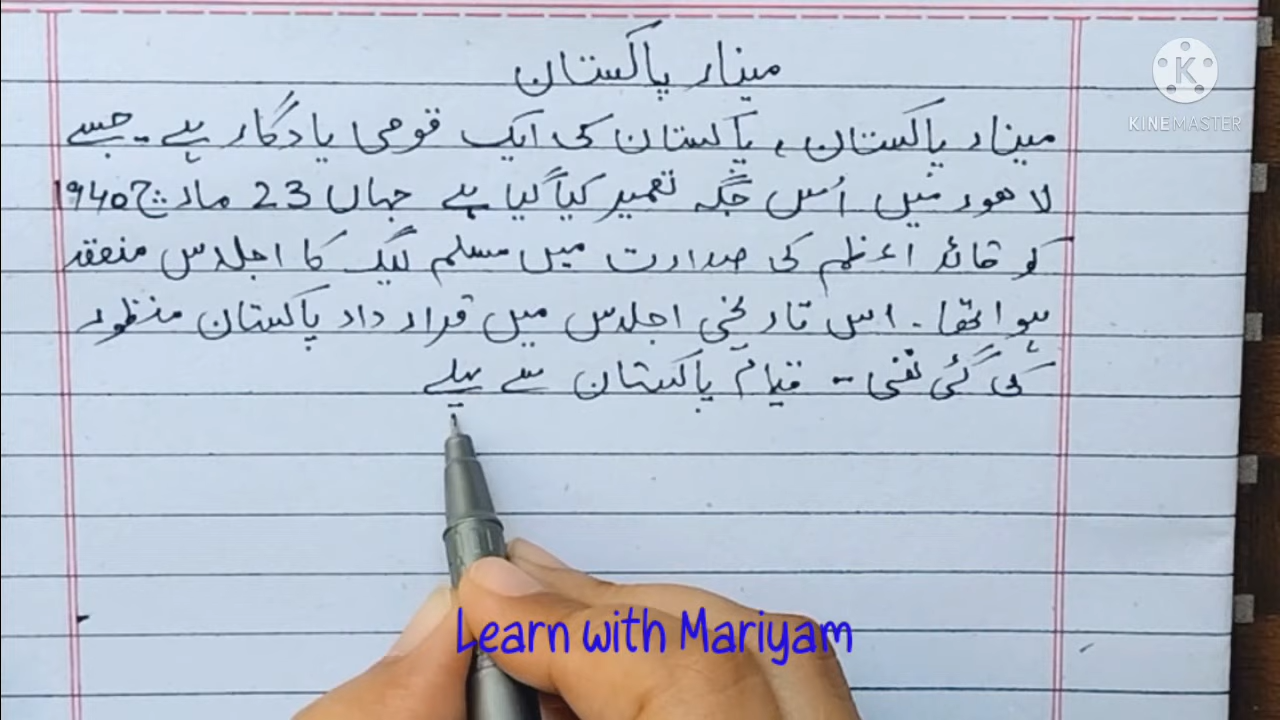 مینار پاکستان
KINEMASTER
مینار پاکستان، پاکستان کی ایک قومی یادگار ہے۔ جسے
لاھور میں اُس جگہ تعمیر کیا گیا ہے جہاں 23 مارچ 1940
کو قائد اعظم کی صدارت میں مسلم لیگ کا اجلاس منعقد
ہوا تھا۔ اس تاریخی اجلاس میں قرار داد پاکستان منظور
کی گئی تھی - قیام پاکستان سے پہلے
Learn with Mariyam